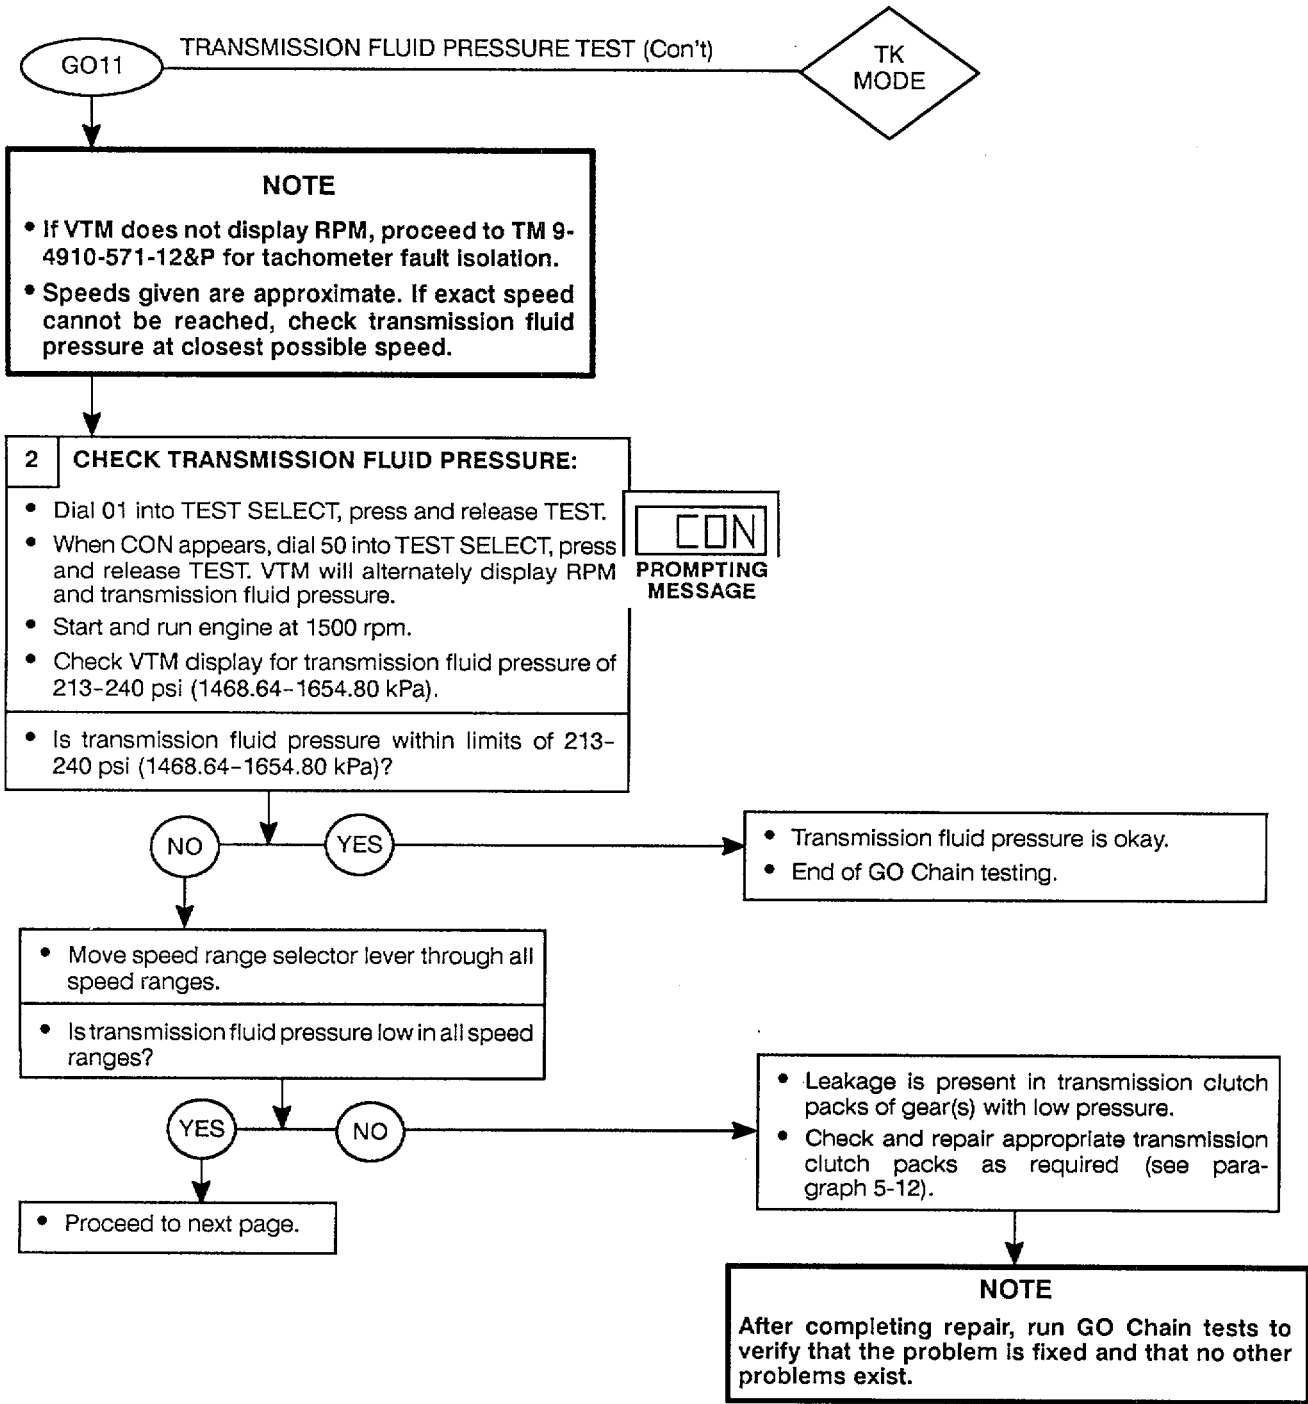 GO11
TRANSMISSION FLUID PRESSURE TEST (Con't)
TK
MODE
NOTE
• If VTM does not display RPM, proceed to TM 9-
4910-571-12&P for tachometer fault isolation.
• Speeds given are approximate. If exact speed
cannot be reached, check transmission fluid
pressure at closest possible speed.
2 CHECK TRANSMISSION FLUID PRESSURE:
• Dial 01 into TEST SELECT, press and release TEST.
• When CON appears, dial 50 into TEST SELECT, press
and release TEST. VTM will alternately display RPM
and transmission fluid pressure.
• Start and run engine at 1500 rpm.
• Check VTM display for transmission fluid pressure of
213-240 psi (1468.64-1654.80 kPa).
CON
PROMPTING
MESSAGE
• Is transmission fluid pressure within limits of 213-
240 psi (1468.64-1654.80 kPa)?
NO
YES
• Transmission fluid pressure is okay.
• End of GO Chain testing.
• Move speed range selector lever through all
speed ranges.
• Is transmission fluid pressure low in all speed
ranges?
YES
NO
• Leakage is present in transmission clutch
packs of gear(s) with low pressure.
• Check and repair appropriate transmission
clutch packs as required (see para-
graph 5-12).
• Proceed to next page.
NOTE
After completing repair, run GO Chain tests to
verify that the problem is fixed and that no other
problems exist.